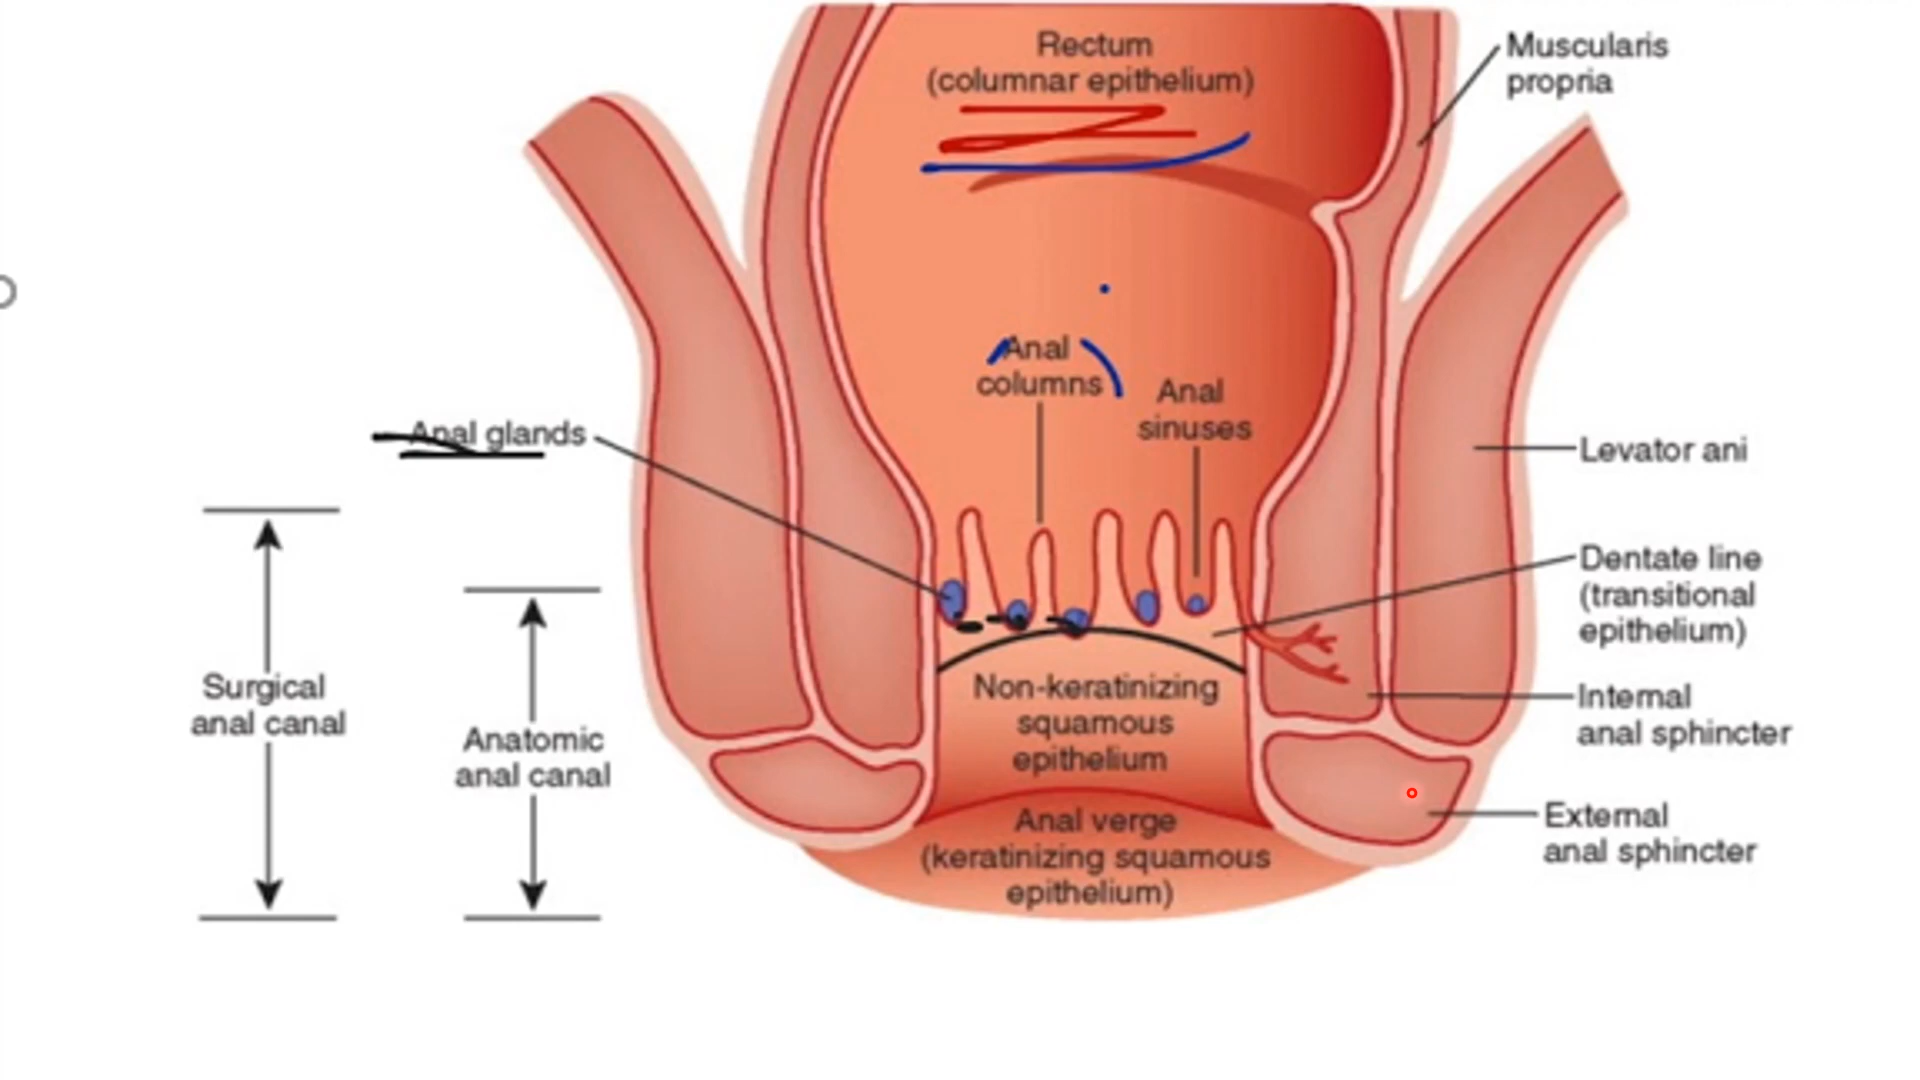 Rectum
(columnar epithelium)
Muscularis
propria
Anal
columns
Anal
sinuses
Anal glands
Levator ani
Dentate line
(transitional
epithelium)
Surgical
anal canal
Anatomic
anal canal
Non-keratinizing
squamous
epithelium
Internal
anal sphincter
Anal verge
(keratinizing squamous
epithelium)
External
anal sphincter